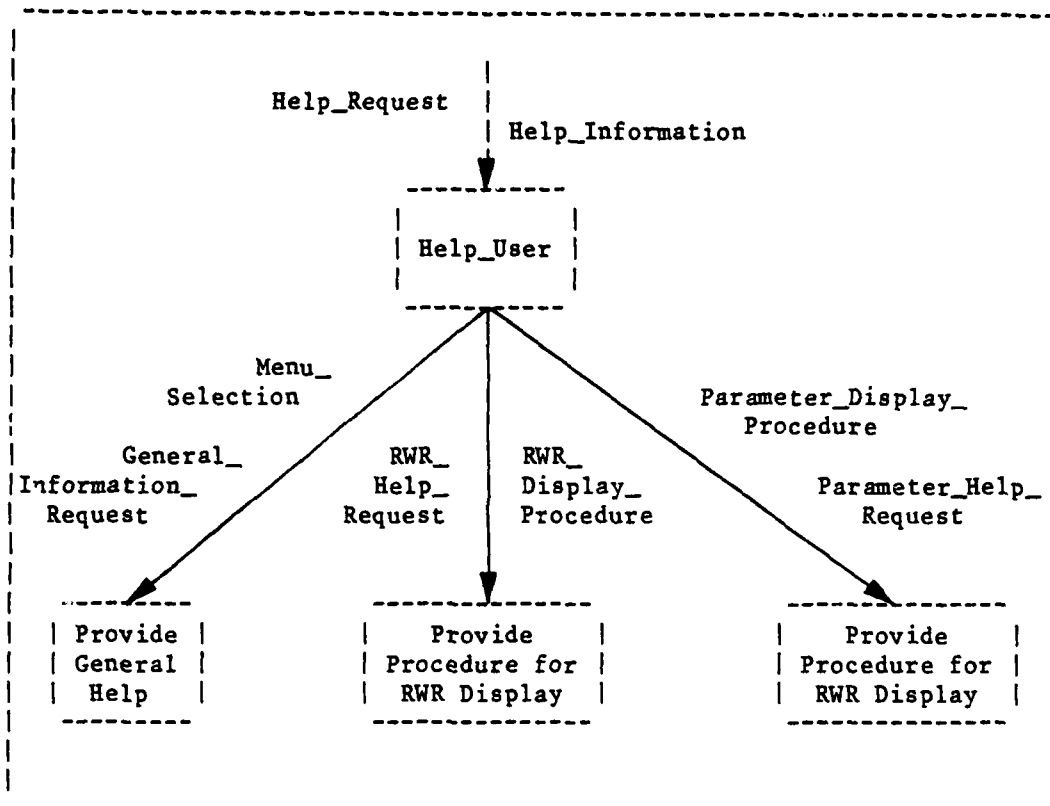 Help_Request
Help_Information
Help_User
Menu_
Selection
Parameter_Display_
Procedure
General_
Information_
Request
RWR_
Help_
Request
RWR_
Display_
Procedure
Parameter_Help_
Request
Provide
General
Help
Provide
Procedure for
RWR Display
Provide
Procedure for
RWR Display